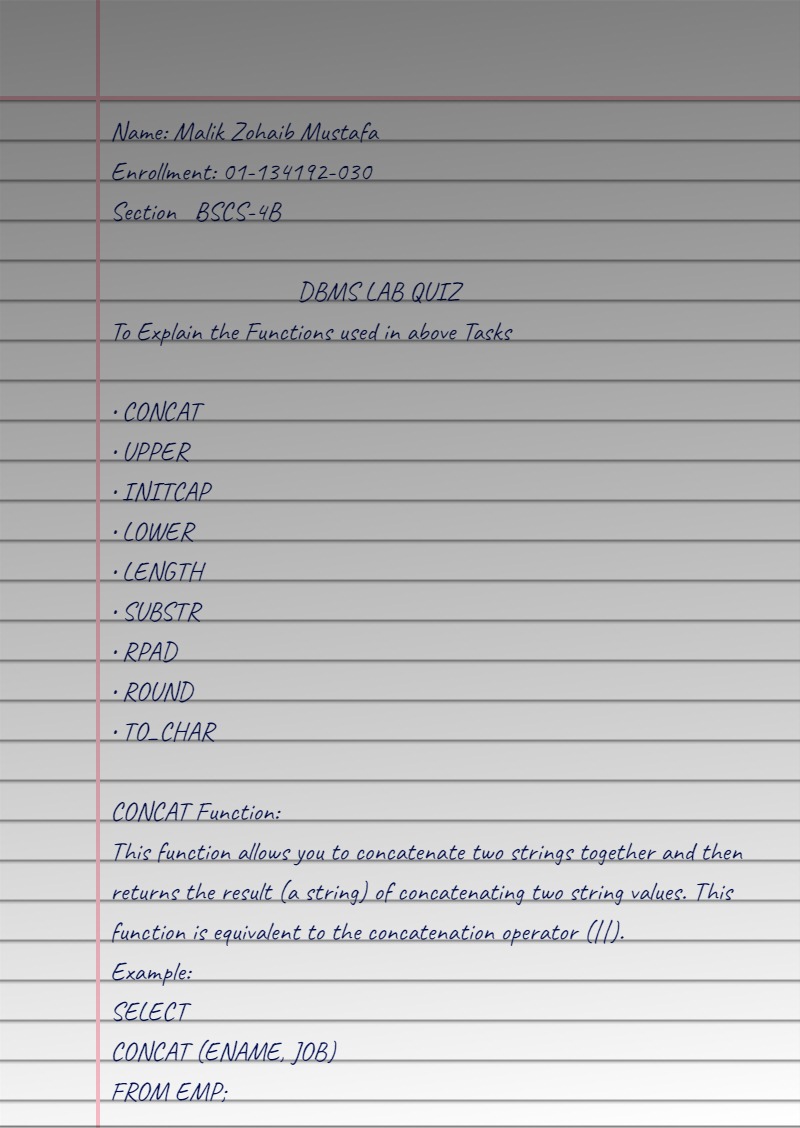 Name: Malik Zohaib Mustafa
Enrollment: 01-134192-030
Section BSCS-4B
DBMS LAB QUIZ
To Explain the Functions used in above Tasks
• CONCAT
• UPPER
• INITCAP
• LOWER
• LENGTH
• SUBSTR
• RPAD
• ROUND
• TO_CHAR
CONCAT Function:
This function allows you to concatenate two strings together and then
returns the result (a string) of concatenating two string values. This
function is equivalent to the concatenation operator (||).
Example:
SELECT
CONCAT (ENAME, JOB)
FROM EMP;